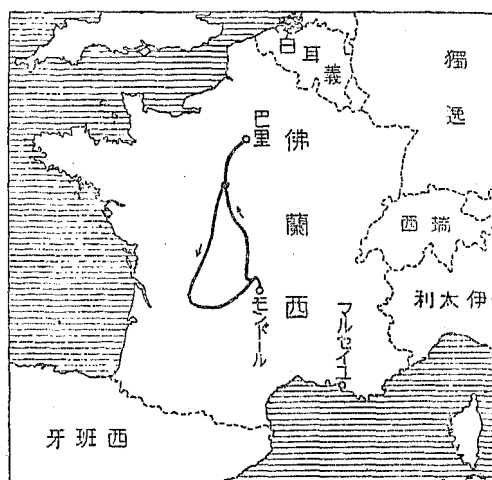 白耳義
獨逸
巴里
佛蘭西
瑞西
伊太利
モンドール
マルセイユ
西班牙